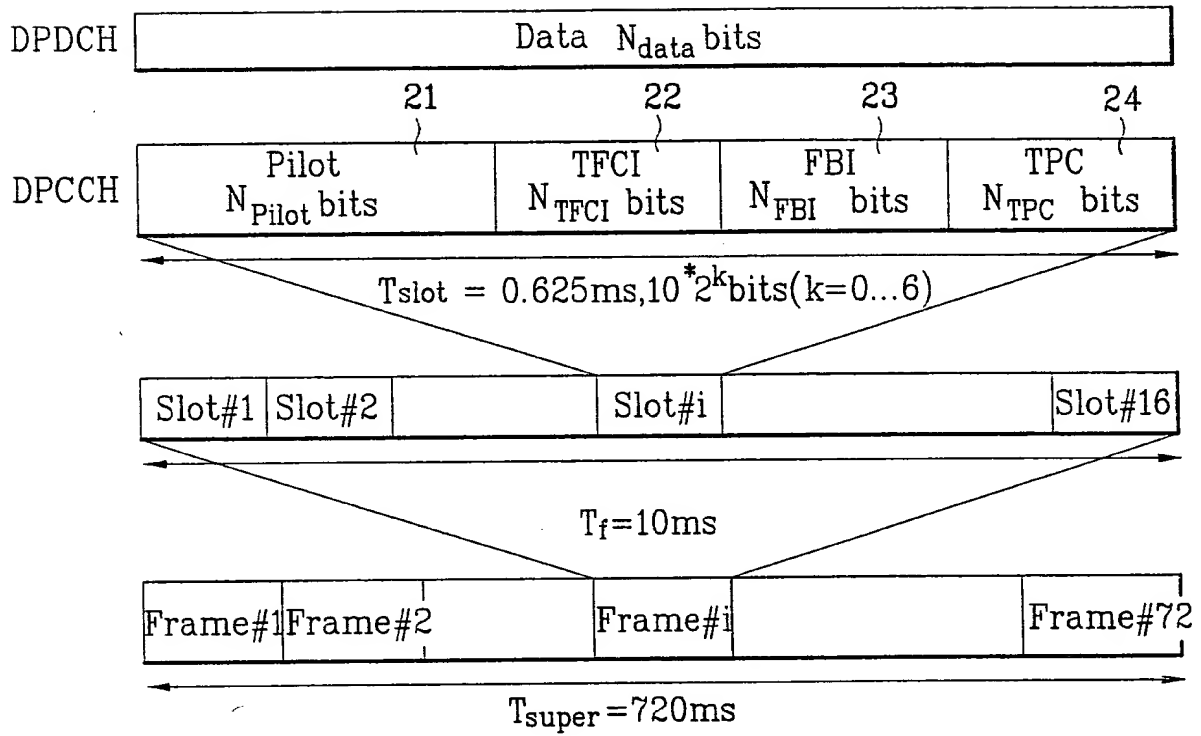 DPDCH Data N_data bits
21 22 23 24
DPCCH
Pilot TFCI FBI TPC
N_Pilot bits N_TFCI bits N_FBI bits N_TPC bits
T_slot = 0.625ms,10*2^k bits(k=0...6)
Slot#1 Slot#2 Slot#i Slot#16
T_f=10ms
Frame#1 Frame#2 Frame#i Frame#72
T_super=720ms